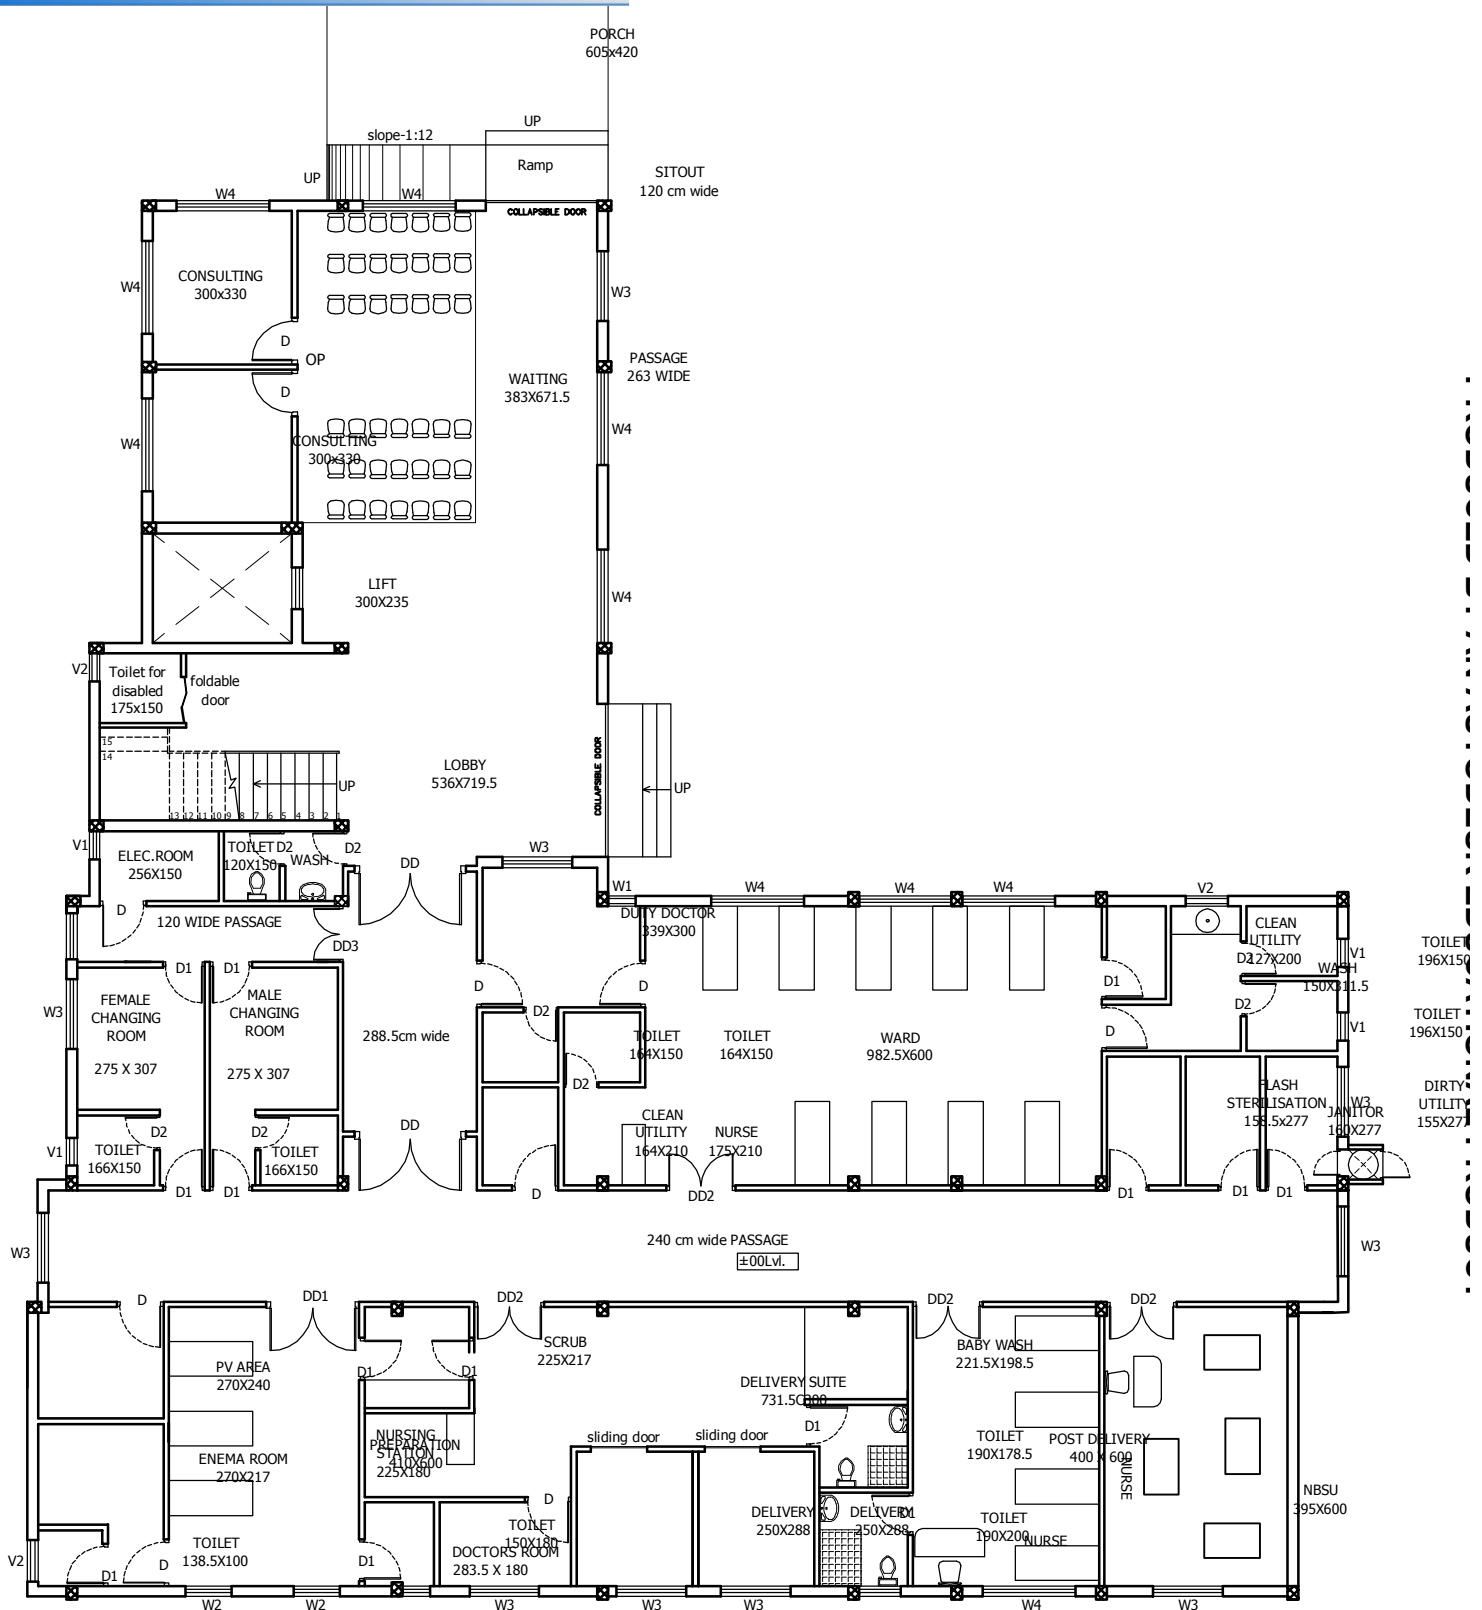 PORCH
605x420
UP
slope-1:12
Ramp
UP
SITOUT
120 cm wide
W4
W4
COLLAPSIBLE DOOR
CONSULTING
300x330
W4
W3
D
OP
PASSAGE
263 WIDE
WAITING
383X671.5
D
W4
W4
CONSULTING
300x330
LIFT
300X235
W4
V2
Toilet for
disabled
175x150
foldable
door
15
14
LOBBY
536X719.5
COLLAPSIBLE DOOR
UP
UP
13 12 11 10 9 8 7 6 5 4 3 2 1
V1
ELEC.ROOM
256X150
TOILET
120X150
D2
WASH
D2
DD
W3
W1
W4
W4
W4
V2
D
120 WIDE PASSAGE
DD3
DUTY DOCTOR
339X300
CLEAN
UTILITY
127X200
D2
V1
WASH
150X311.5
TOILET
196X150
D1
D1
D
D
D1
W3
FEMALE
CHANGING
ROOM
275 X 307
MALE
CHANGING
ROOM
275 X 307
288.5cm wide
D2
TOILET
164X150
TOILET
164X150
WARD
982.5X600
D
D2
V1
TOILET
196X150
D2
FLASH
STERILISATION
158.5x277
W3
JANITOR
160X277
DIRTY
UTILITY
155X277
V1
TOILET
166X150
D2
D2
TOILET
166X150
DD
CLEAN
UTILITY
164X210
NURSE
175X210
D1
D1
D
DD2
D1
D1
D1
W3
240 cm wide PASSAGE
±00Lvl.
W3
D
DD1
DD2
DD2
DD2
PV AREA
270X240
D1
D1
SCRUB
225X217
DELIVERY SUITE
BABY WASH
221.5X198.5
ENEMA ROOM
270X217
NURSING
STATION
225X180
PREPARATION
410X600
sliding door
sliding door
D1
TOILET
190X178.5
POST DELIVERY
400 X 600
NURSE
NBSU
395X600
V2
TOILET
138.5X100
D1
D
D1
D
TOILET
150X180
DOCTORS ROOM
283.5 X 180
DELIVERY
250X288
DELIVERY
250X288
D1
TOILET
190X200
NURSE
W2
W2
W3
W3
W3
W4
W3